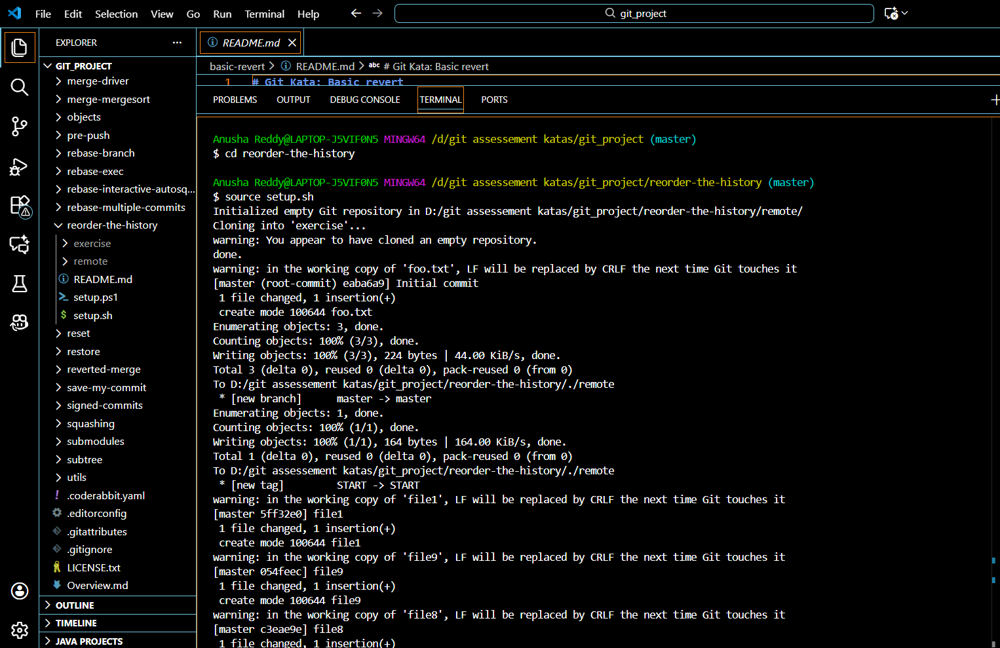 File Edit Selection View Go Run Terminal Help
git_project
EXPLORER
README.md
GIT_PROJECT
merge-driver
merge-mergesort
objects
pre-push
rebase-branch
rebase-exec
rebase-interactive-autosq...
rebase-multiple-commits
reorder-the-history
exercise
remote
README.md
setup.ps1
$ setup.sh
reset
restore
reverted-merge
save-my-commit
signed-commits
squashing
submodules
subtree
utils
! .coderabbit.yaml
.editorconfig
.gitattributes
.gitignore
LICENSE.txt
Overview.md
OUTLINE
TIMELINE
JAVA PROJECTS
basic-revert > README.md > abc # Git Kata: Basic revert
1 # Git Kata: Basic revert
PROBLEMS OUTPUT DEBUG CONSOLE TERMINAL PORTS
Anusha Reddy@LAPTOP-J5VIF0N5 MINGW64 /d/git assessement katas/git_project (master)
$ cd reorder-the-history
Anusha Reddy@LAPTOP-J5VIF0N5 MINGW64 /d/git assessement katas/git_project/reorder-the-history (master)
$ source setup.sh
Initialized empty Git repository in D:/git assessement katas/git_project/reorder-the-history/remote/
Cloning into 'exercise'...
warning: You appear to have cloned an empty repository.
done.
warning: in the working copy of 'foo.txt', LF will be replaced by CRLF the next time Git touches it
[master (root-commit) eaba6a9] Initial commit
1 file changed, 1 insertion(+)
create mode 100644 foo.txt
Enumerating objects: 3, done.
Counting objects: 100% (3/3), done.
Writing objects: 100% (3/3), 224 bytes | 44.00 KiB/s, done.
Total 3 (delta 0), reused 0 (delta 0), pack-reused 0 (from 0)
To D:/git assessement katas/git_project/reorder-the-history/./remote
* [new branch] master -> master
Enumerating objects: 1, done.
Counting objects: 100% (1/1), done.
Writing objects: 100% (1/1), 164 bytes | 164.00 KiB/s, done.
Total 1 (delta 0), reused 0 (delta 0), pack-reused 0 (from 0)
To D:/git assessement katas/git_project/reorder-the-history/./remote
* [new tag] START -> START
warning: in the working copy of 'file1', LF will be replaced by CRLF the next time Git touches it
[master 5ff32e0] file1
1 file changed, 1 insertion(+)
create mode 100644 file1
warning: in the working copy of 'file9', LF will be replaced by CRLF the next time Git touches it
[master 054feec] file9
1 file changed, 1 insertion(+)
create mode 100644 file9
warning: in the working copy of 'file8', LF will be replaced by CRLF the next time Git touches it
[master c3eae9e] file8
1 file changed, 1 insertion(+)